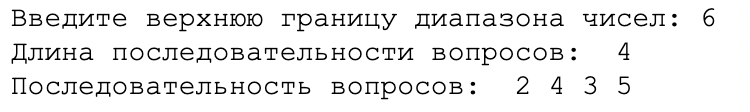 Введите верхнюю границу диапазона чисел: 6
Длина последовательности вопросов:  4
Последовательность вопросов:  2 4 3 5